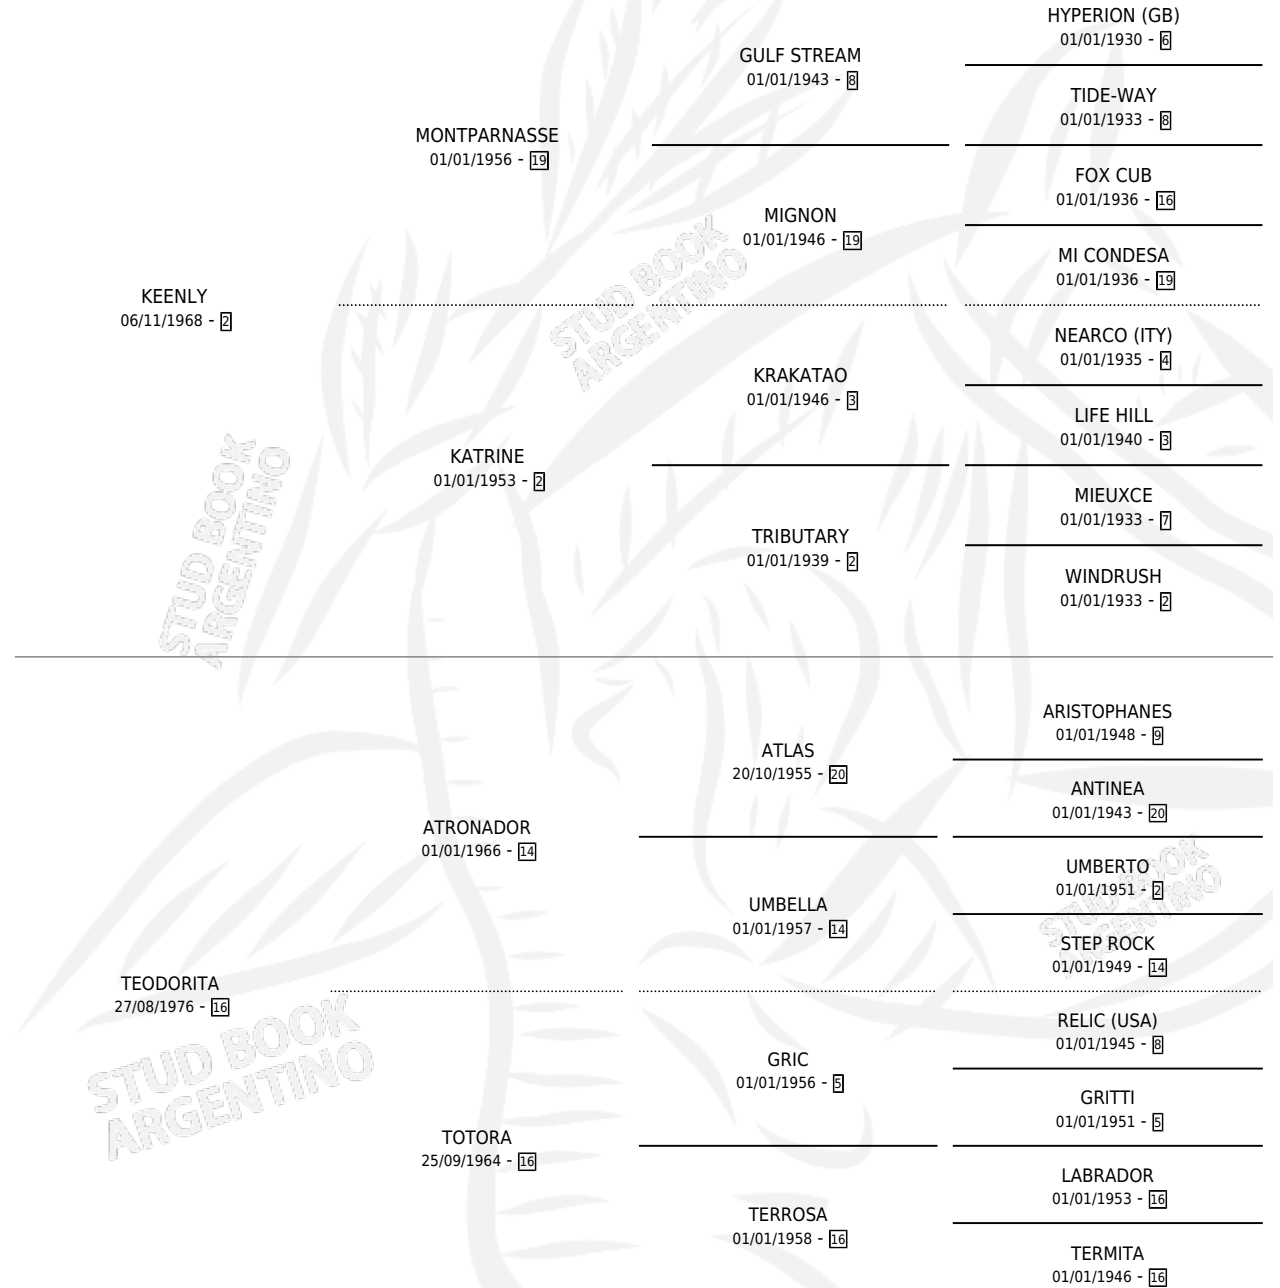 HYPERION (GB)
01/01/1930 - 6
GULF STREAM
01/01/1943 - 8
TIDE-WAY
01/01/1933 - 8
MONTPARNASSE
01/01/1956 - 19
FOX CUB
01/01/1936 - 16
MIGNON
01/01/1946 - 19
MI CONDESA
01/01/1936 - 19
KEENLY
06/11/1968 - 2
NEARCO (ITY)
01/01/1935 - 4
KRAKATAO
01/01/1946 - 3
LIFE HILL
01/01/1940 - 3
KATRINE
01/01/1953 - 2
MIEUXCE
01/01/1933 - 7
TRIBUTARY
01/01/1939 - 2
WINDRUSH
01/01/1933 - 2
ARISTOPHANES
01/01/1948 - 9
ATLAS
20/10/1955 - 20
ANTINEA
01/01/1943 - 20
ATRONADOR
01/01/1966 - 14
UMBERTO
01/01/1951 - 2
UMBELLA
01/01/1957 - 14
STEP ROCK
01/01/1949 - 14
TEODORITA
27/08/1976 - 16
RELIC (USA)
01/01/1945 - 8
GRIC
01/01/1956 - 5
GRITTI
01/01/1951 - 5
TOTORA
25/09/1964 - 16
LABRADOR
01/01/1953 - 16
TERROSA
01/01/1958 - 16
TERMITA
01/01/1946 - 16
STUD BOOK
ARGENTINO
STUD BOOK
ARGENTINO
STUD BOOK
ARGENTINO
STUD BOOK
ARGENTINO